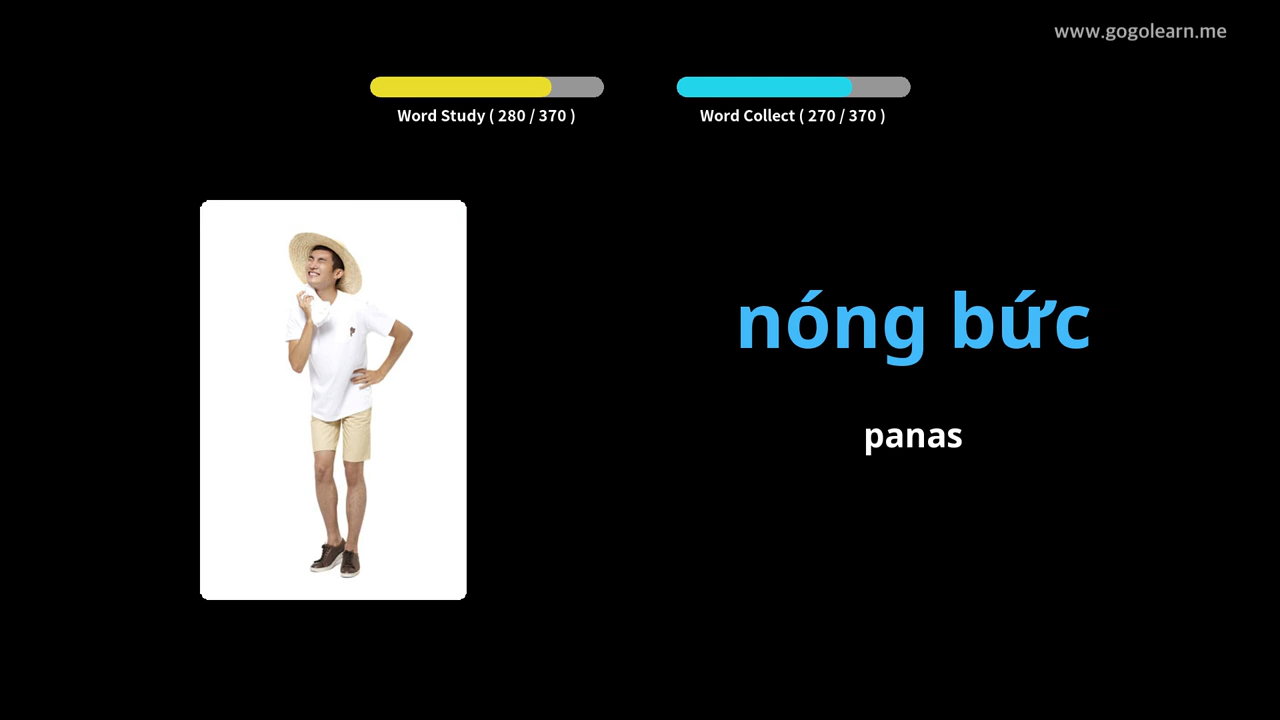 www.gogolearn.me
Word Study ( 280 / 370 )
Word Collect ( 270 / 370 )
nóng bức
panas